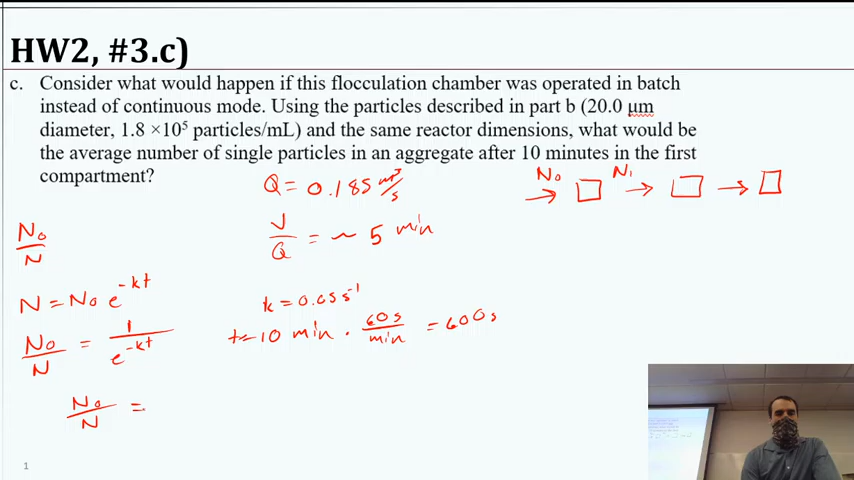 HW2, #3.c)
c. Consider what would happen if this flocculation chamber was operated in batch
instead of continuous mode. Using the particles described in part b (20.0 μm
diameter, 1.8 ×10⁵ particles/mL) and the same reactor dimensions, what would be
the average number of single particles in an aggregate after 10 minutes in the first
compartment?
Q = 0.185 m³/s
N₀ → □ N₁ → □ → □
V/Q = ~ 5 min
N₀/N
N = N₀ e^-kt
k = 0.05 s⁻¹
N₀/N = 1/e^-kt
t = 10 min · 60s/min = 600s
N₀/N =
1